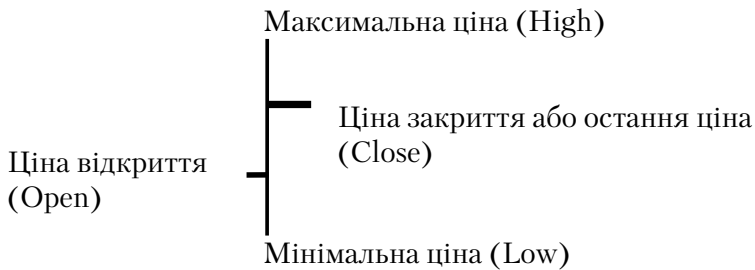 Максимальна ціна (High)
Ціна закриття або остання ціна
(Close)
Ціна відкриття
(Open)
Мінімальна ціна (Low)